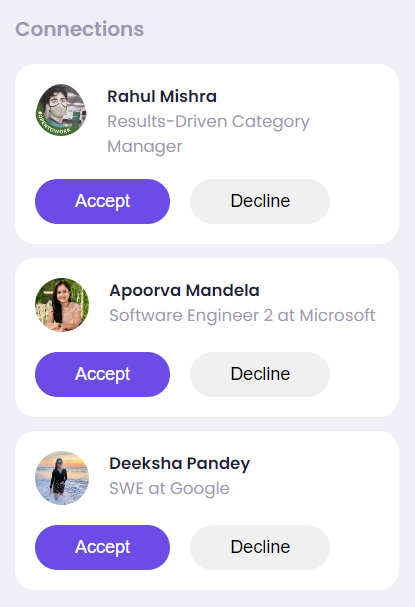 Connections
Rahul Mishra
Results-Driven Category
Manager
#OPENTOWORK
Accept Decline
Apoorva Mandela
Software Engineer 2 at Microsoft
Accept Decline
Deeksha Pandey
SWE at Google
Accept Decline